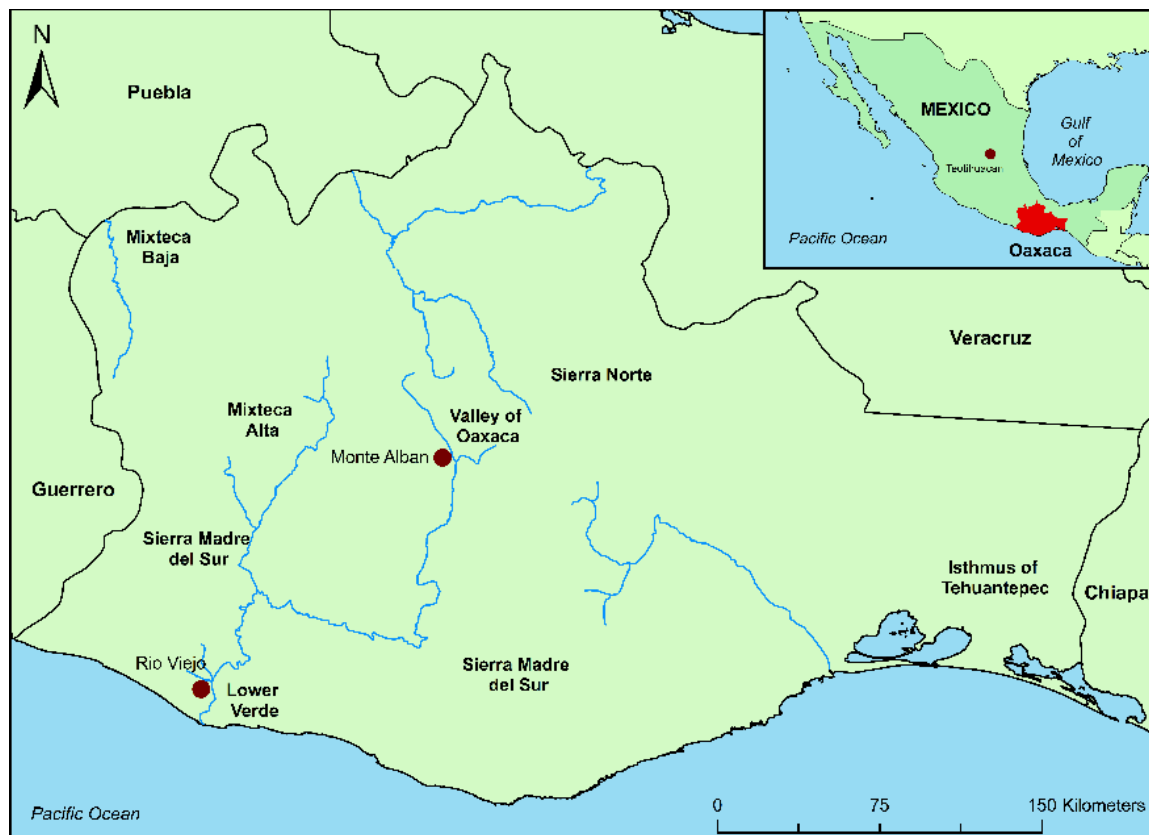 N
Puebla
MEXICO
Gulf
of
Mexico
Teotihuacan
Pacific Ocean
Oaxaca
Mixteca
Baja
Veracruz
Sierra Norte
Mixteca
Alta
Valley of
Oaxaca
Monte Alban
Guerrero
Sierra Madre
del Sur
Isthmus of
Tehuantepec
Chiapa
Rio Viejo
Sierra Madre
del Sur
Lower
Verde
Pacific Ocean
0 75 150 Kilometers